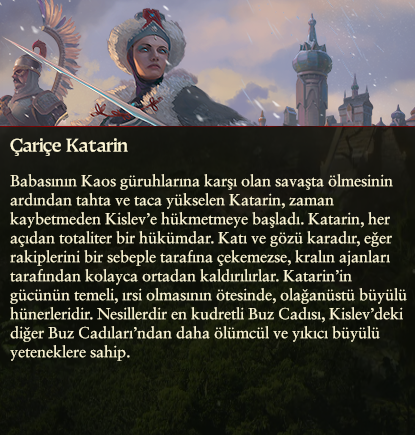 Çariçe Katarin
Babasının Kaos güruhlarına karşı olan savaşta ölmesinin
ardından tahta ve taca yükselen Katarin, zaman
kaybetmeden Kislev'e hükmetmeye başladı. Katarin, her
açıdan totaliter bir hükümdar. Katı ve gözü karadır, eğer
rakiplerini bir sebeple tarafına çekemezse, kralın ajanları
tarafından kolayca ortadan kaldırılırlar. Katarin'in
gücünün temeli, ırsi olmasının ötesinde, olağanüstü büyülü
hünerleridir. Nesillerdir en kudretli Buz Cadısı, Kislev'deki
diğer Buz Cadıları'ndan daha ölümcül ve yıkıcı büyülü
yeteneklere sahip.